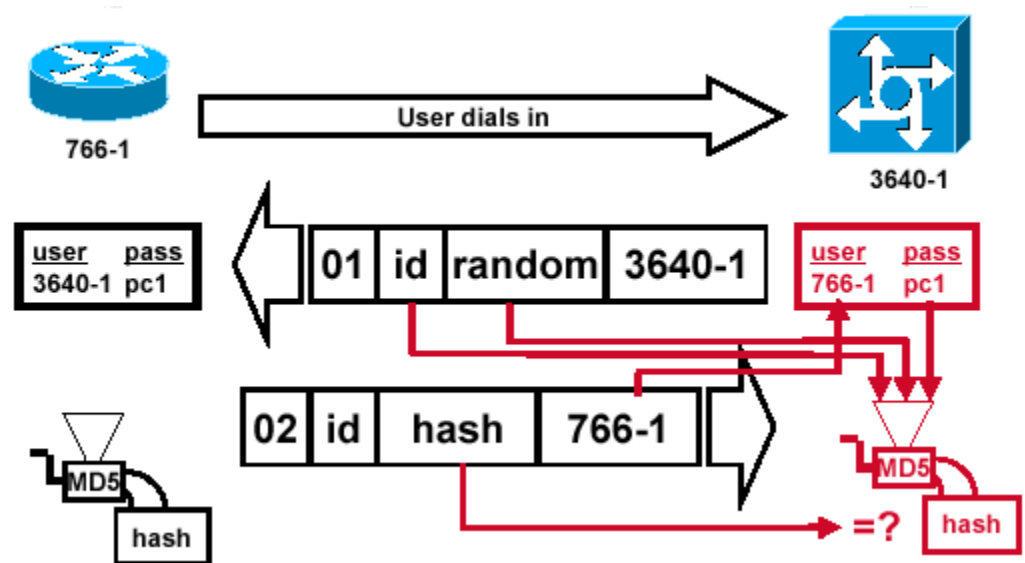 User dials in
766-1
3640-1
user pass
3640-1 pc1
01 id random 3640-1
user pass
766-1 pc1
02 id hash 766-1
MD5
hash
=?
MD5
hash